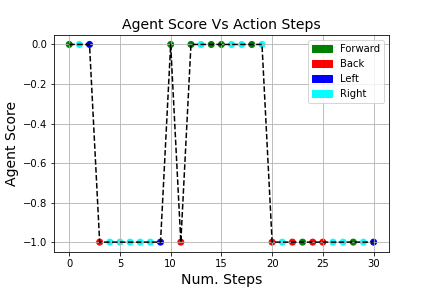 Agent Score Vs Action Steps
Agent Score
0.0
−0.2
−0.4
−0.6
−0.8
−1.0
Forward
Back
Left
Right
0 5 10 15 20 25 30
Num. Steps